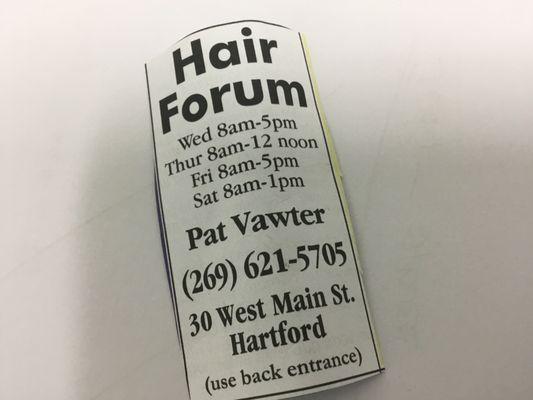 Hair
Forum
Wed 8am-5pm
Thur 8am-12 noon
Fri 8am-5pm
Sat 8am-1pm
Pat Vawter
(269) 621-5705
30 West Main St.
Hartford
(use back entrance)